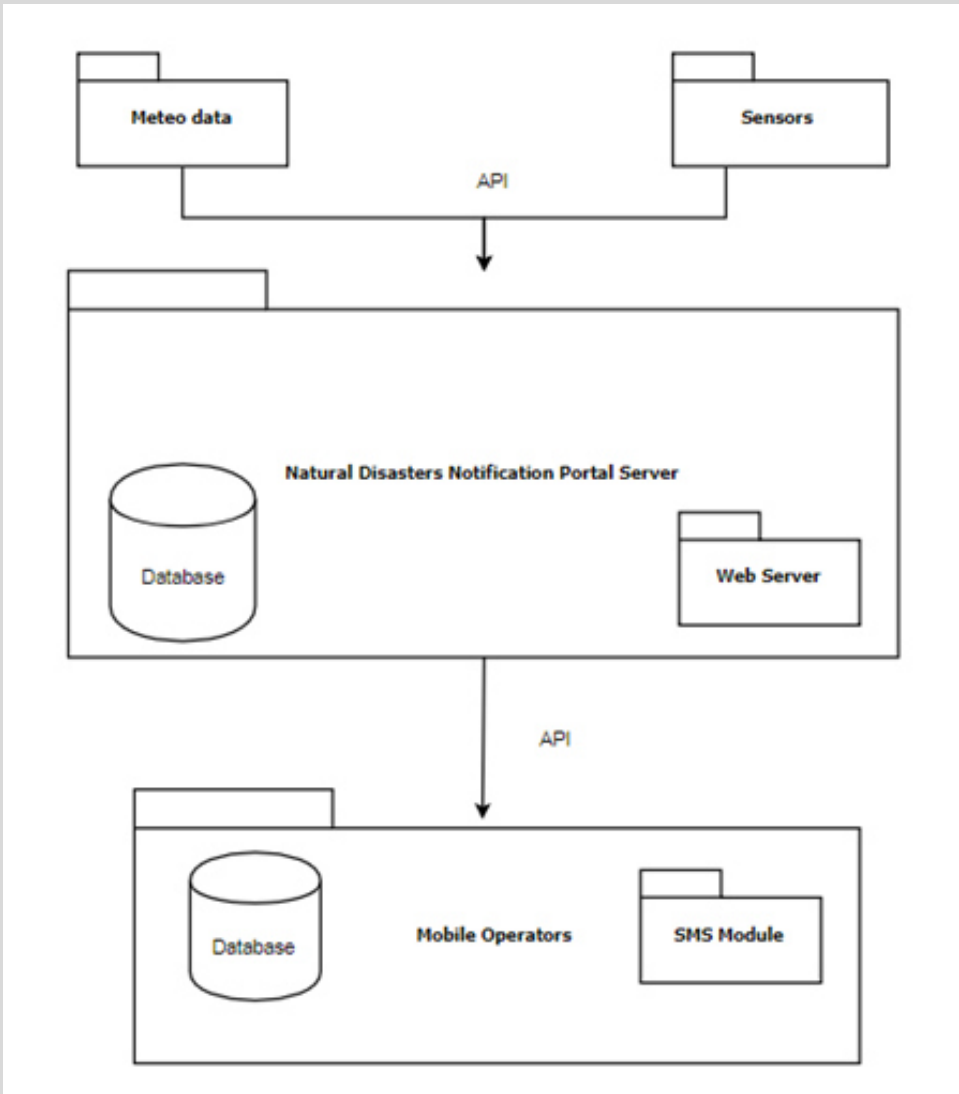 Meteo data
Sensors
API
Natural Disasters Notification Portal Server
Database
Web Server
API
Database
Mobile Operators
SMS Module